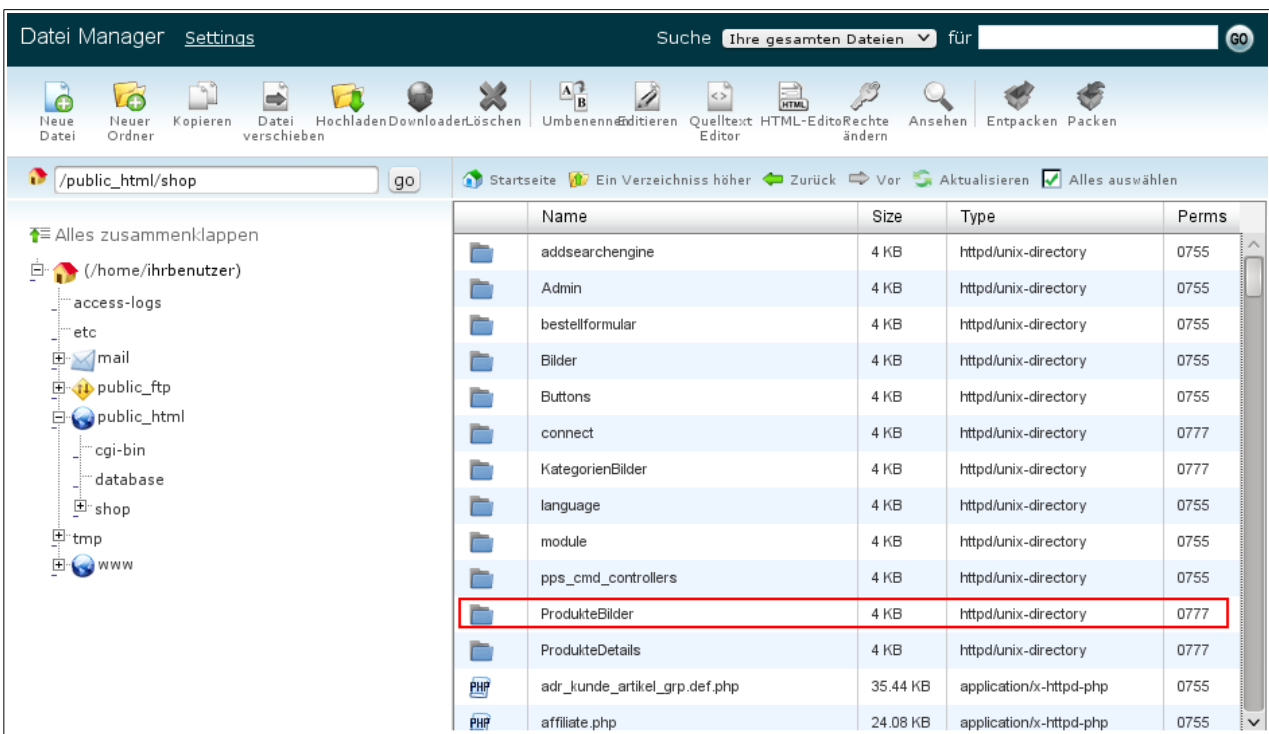 Datei Manager Settings Suche Ihre gesamten Dateien für GO
Neue Datei
Neuer Ordner
Kopieren
Datei verschieben
Hochladen
Downloaden
Löschen
Umbenennen
Editieren
Quelltext Editor
HTML-Editor
Rechte ändern
Ansehen
Entpacken
Packen
/public_html/shop go
Alles zusammenklappen
(/home/ihrbenutzer)
access-logs
etc
mail
public_ftp
public_html
cgi-bin
database
shop
tmp
www
Startseite Ein Verzeichniss höher Zurück Vor Aktualisieren Alles auswählen
Name Size Type Perms
addsearchengine 4 KB httpd/unix-directory 0755
Admin 4 KB httpd/unix-directory 0755
bestellformular 4 KB httpd/unix-directory 0755
Bilder 4 KB httpd/unix-directory 0755
Buttons 4 KB httpd/unix-directory 0755
connect 4 KB httpd/unix-directory 0777
KategorienBilder 4 KB httpd/unix-directory 0777
language 4 KB httpd/unix-directory 0755
module 4 KB httpd/unix-directory 0755
pps_cmd_controllers 4 KB httpd/unix-directory 0755
ProdukteBilder 4 KB httpd/unix-directory 0777
ProdukteDetails 4 KB httpd/unix-directory 0777
PHP adr_kunde_artikel_grp.def.php 35.44 KB application/x-httpd-php 0755
PHP affiliate.php 24.08 KB application/x-httpd-php 0755